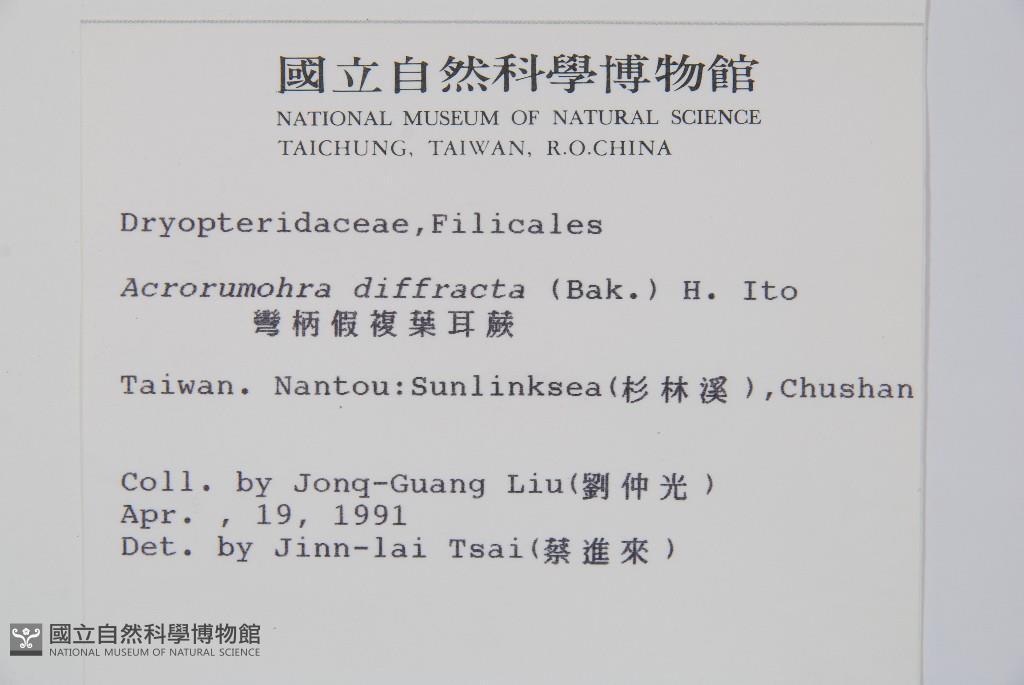 國立自然科學博物館
NATIONAL MUSEUM OF NATURAL SCIENCE
TAICHUNG, TAIWAN, R.O.CHINA
Dryopteridaceae,Filicales
Acrorumohra diffracta (Bak.) H. Ito
彎柄假複葉耳蕨
Taiwan. Nantou:Sunlinksea(杉林溪),Chushan
Coll. by Jonq-Guang Liu(劉仲光)
Apr. , 19, 1991
Det. by Jinn-lai Tsai(蔡進來)
國立自然科學博物館
NATIONAL MUSEUM OF NATURAL SCIENCE